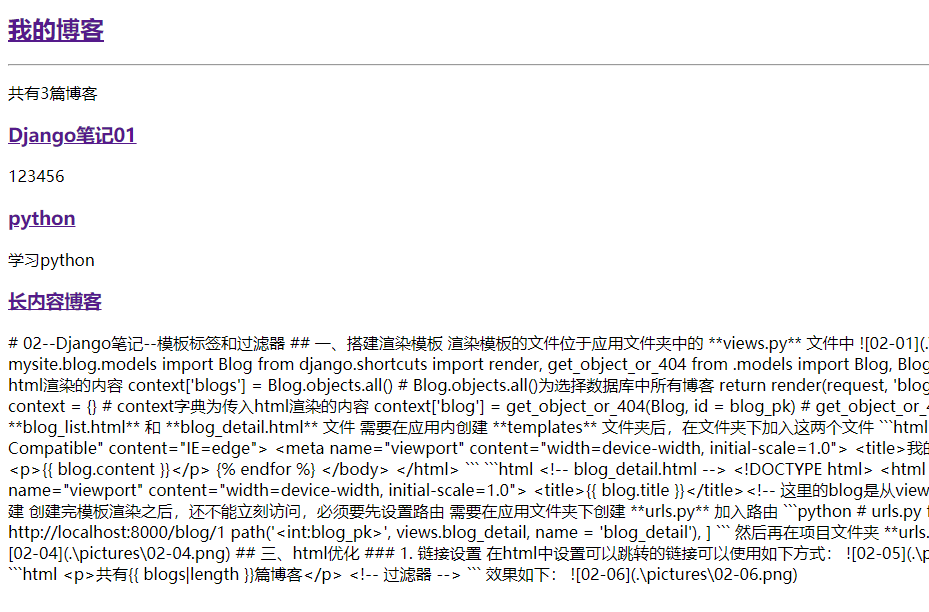 我的博客
共有3篇博客
Django笔记01
123456
python
学习python
长内容博客
# 02--Django笔记--模板标签和过滤器 ## 一、搭建渲染模板 渲染模板的文件位于应用文件夹中的 **views.py** 文件中 ![02-01](.
mysite.blog.models import Blog from django.shortcuts import render, get_object_or_404 from .models import Blog, Blog
html渲染的内容 context['blogs'] = Blog.objects.all() # Blog.objects.all()为选择数据库中所有博客 return render(request, 'blog
context = {} # context字典为传入html渲染的内容 context['blog'] = get_object_or_404(Blog, id = blog_pk) # get_object_or_4
**blog_list.html** 和 **blog_detail.html** 文件 需要在应用内创建 **templates** 文件夹后，在文件夹下加入这两个文件 ```html
Compatible" content="IE=edge"> <meta name="viewport" content="width=device-width, initial-scale=1.0"> <title>我的
<p>{{ blog.content }}</p> {% endfor %} </body> </html> ``` ```html <!-- blog_detail.html --> <!DOCTYPE html> <html
name="viewport" content="width=device-width, initial-scale=1.0"> <title>{{ blog.title }}</title><!-- 这里的blog是从view
建 创建完模板渲染之后，还不能立刻访问，必须要先设置路由 需要在应用文件夹下创建 **urls.py** 加入路由 ```python # urls.py f
http://localhost:8000/blog/1 path('<int:blog_pk>', views.blog_detail, name = 'blog_detail'), ] ``` 然后再在项目文件夹 **urls.
[02-04](.\pictures\02-04.png) ## 三、html优化 ### 1. 链接设置 在html中设置可以跳转的链接可以使用如下方式： ![02-05](.\p
```html <p>共有{{ blogs|length }}篇博客</p> <!-- 过滤器 --> ``` 效果如下： ![02-06](.\pictures\02-06.png)